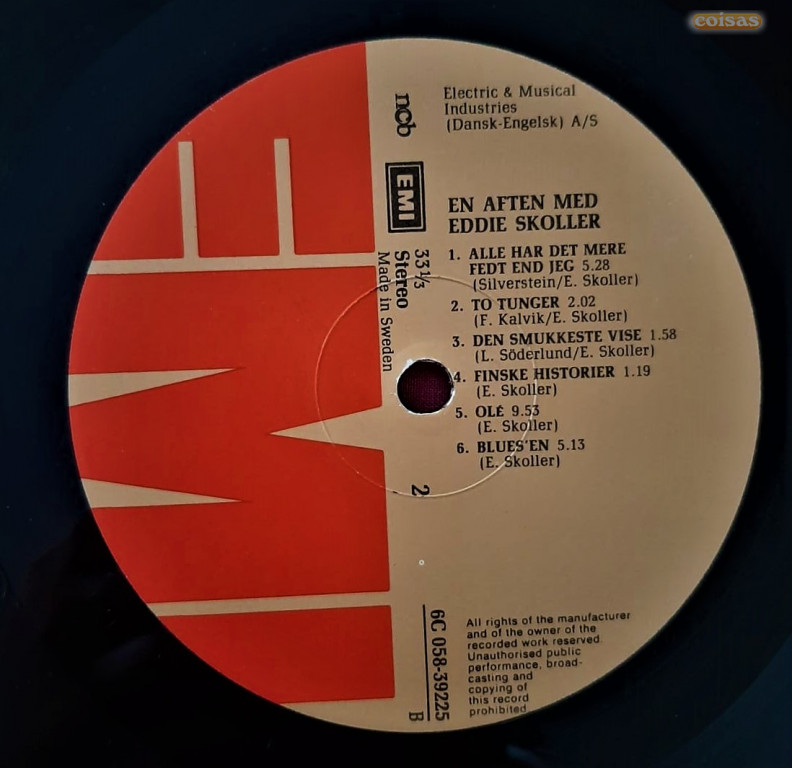 coisas
Electric & Musical
Industries
(Dansk-Engelsk) A/S
ncb
EMI
33 1/3
Stereo
Made in Sweden
EN AFTEN MED
EDDIE SKOLLER
1. ALLE HAR DET MERE
FEDT END JEG 5.28
(Silverstein/E. Skoller)
2. TO TUNGER 2.02
(F. Kalvik/E. Skoller)
3. DEN SMUKKESTE VISE 1.58
(L. Söderlund/E. Skoller)
4. FINSKE HISTORIER 1.19
(E. Skoller)
5. OLÉ 9.53
(E. Skoller)
6. BLUES'EN 5.13
(E. Skoller)
2
6C 058-39225
B
All rights of the manufacturer
and of the owner of the
recorded work reserved.
Unauthorised public
performance, broad-
casting and
copying of
this record
prohibited
EMI